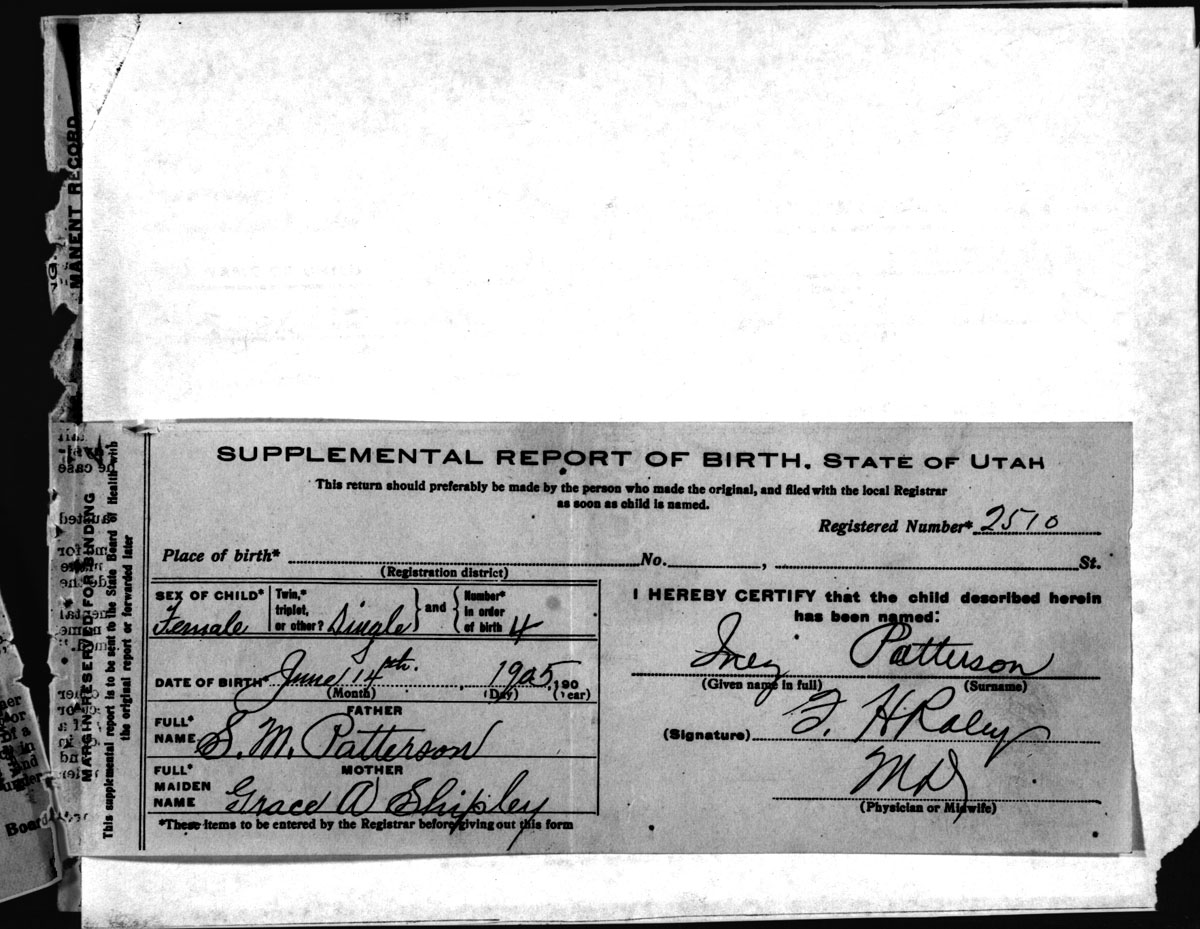 MANENT RECORD
MARGIN RESERVED FOR BINDING
This supplemental report is to be sent to the State Board of Health with
the original report or forwarded later
SUPPLEMENTAL REPORT OF BIRTH, STATE OF UTAH
This return should preferably be made by the person who made the original, and filed with the local Registrar
as soon as child is named.
Registered Number* 2510
Place of birth* No. , St.
(Registration district)
SEX OF CHILD* Female Twin,* triplet, or other? Single and Number* in order of birth 4
DATE OF BIRTH* June 14th. 1905, 190
(Month) (Day) (Year)
FATHER
FULL* NAME S. M. Patterson
MOTHER
FULL* MAIDEN NAME Grace A Shipley
*These items to be entered by the Registrar before giving out this form
I HEREBY CERTIFY that the child described herein
has been named:
Inez Patterson
(Given name in full) (Surname)
(Signature) F. H Raley
MD
(Physician or Midwife)
Board